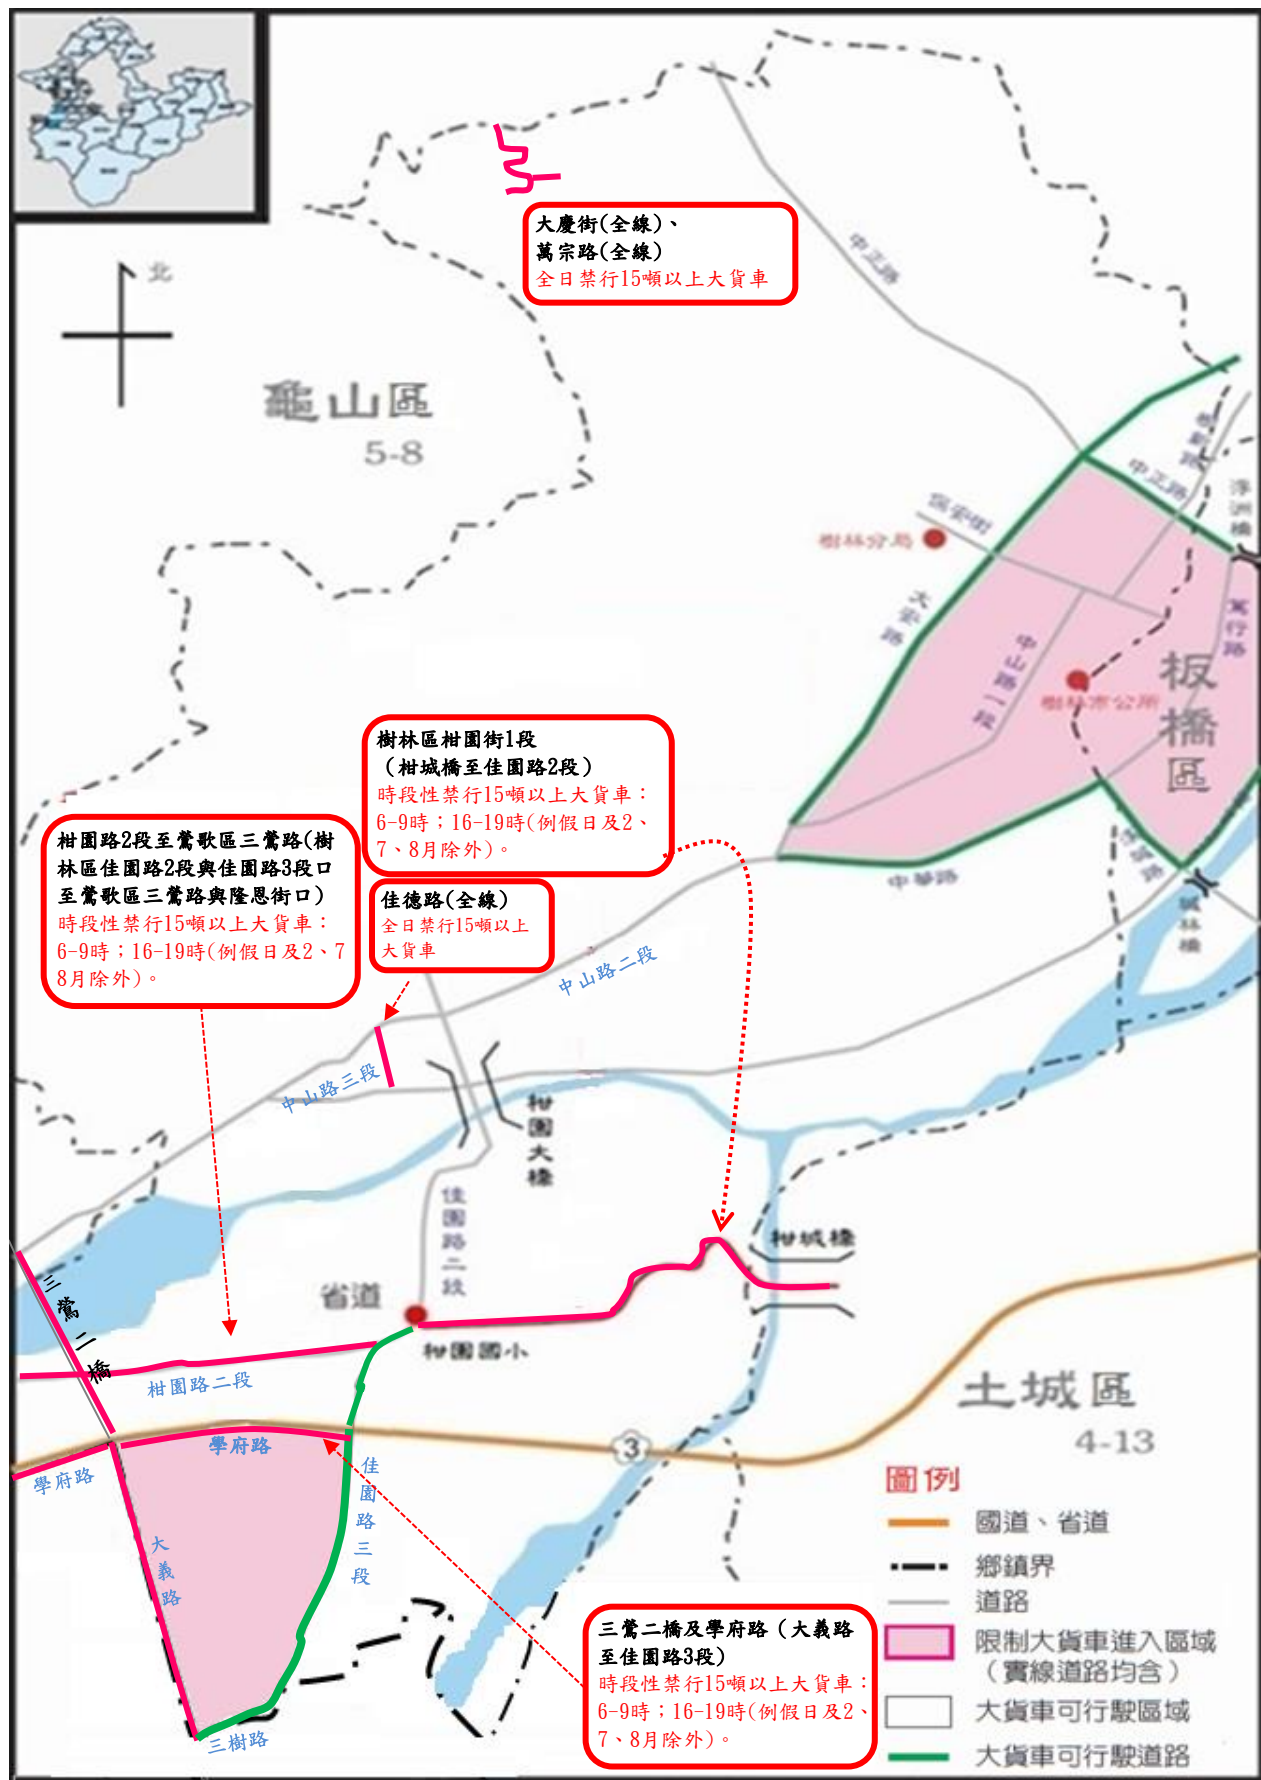 北
大慶街(全線)、
萬宗路(全線)
全日禁行15噸以上大貨車
中正路
龜山區
5-8
中正路
浮洲橋
保安街
樹林分局
大安路
萬行路
中山路一段
樹林市公所
板橋區
樹林區柑園街1段
（柑城橋至佳園路2段）
時段性禁行15噸以上大貨車：
6-9時；16-19時(例假日及2、
7、8月除外)。
柑園路2段至鶯歌區三鶯路(樹
林區佳園路2段與佳園路3段口
至鶯歌區三鶯路與隆恩街口)
時段性禁行15噸以上大貨車：
6-9時；16-19時(例假日及2、7
8月除外)。
中華路
城林橋
佳德路(全線)
全日禁行15噸以上
大貨車
中山路二段
中山路三段
柑園大橋
佳園路二段
柑城橋
三鶯二橋
省道
柑園國小
柑園路二段
土城區
4-13
學府路
3
學府路
佳園路三段
大義路
三樹路
三鶯二橋及學府路（大義路
至佳園路3段）
時段性禁行15噸以上大貨車：
6-9時；16-19時(例假日及2、
7、8月除外)。
圖例
國道、省道
鄉鎮界
道路
限制大貨車進入區域
（實線道路均含）
大貨車可行駛區域
大貨車可行駛道路